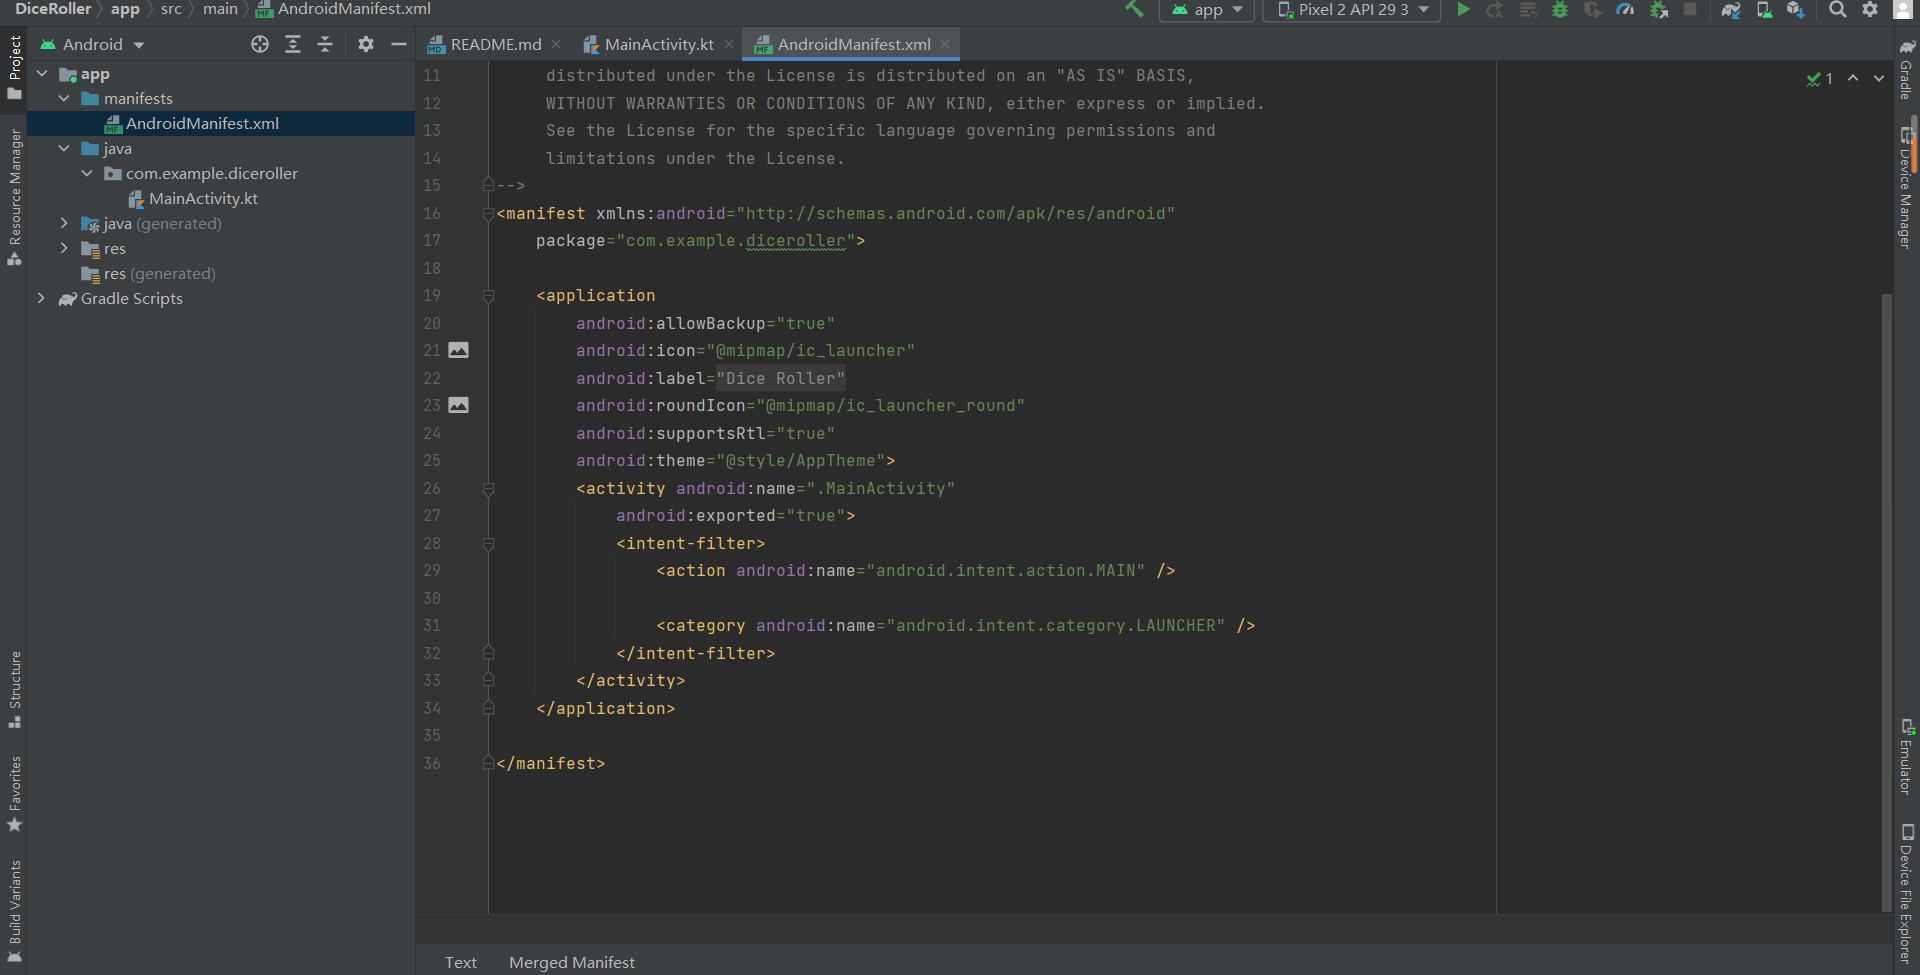 DiceRoller app src main AndroidManifest.xml
app Pixel 2 API 29 3
Project
Resource Manager
Structure
Favorites
Build Variants
Android
app
manifests
AndroidManifest.xml
java
com.example.diceroller
MainActivity.kt
java (generated)
res
res (generated)
Gradle Scripts
README.md MainActivity.kt AndroidManifest.xml
1
11 distributed under the License is distributed on an "AS IS" BASIS,
12 WITHOUT WARRANTIES OR CONDITIONS OF ANY KIND, either express or implied.
13 See the License for the specific language governing permissions and
14 limitations under the License.
15 -->
16 <manifest xmlns:android="http://schemas.android.com/apk/res/android"
17 package="com.example.diceroller">
18
19 <application
20 android:allowBackup="true"
21 android:icon="@mipmap/ic_launcher"
22 android:label="Dice Roller"
23 android:roundIcon="@mipmap/ic_launcher_round"
24 android:supportsRtl="true"
25 android:theme="@style/AppTheme">
26 <activity android:name=".MainActivity"
27 android:exported="true">
28 <intent-filter>
29 <action android:name="android.intent.action.MAIN" />
30
31 <category android:name="android.intent.category.LAUNCHER" />
32 </intent-filter>
33 </activity>
34 </application>
35
36 </manifest>
Text Merged Manifest
Gradle
Device Manager
Emulator
Device File Explorer